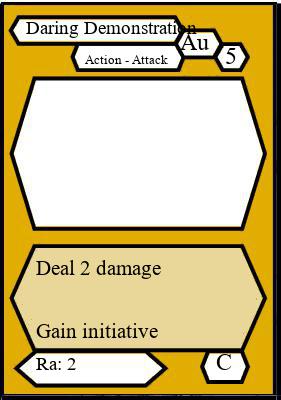 Daring Demonstration
Au
Action - Attack
5
Deal 2 damage
Gain initiative
Ra: 2
C